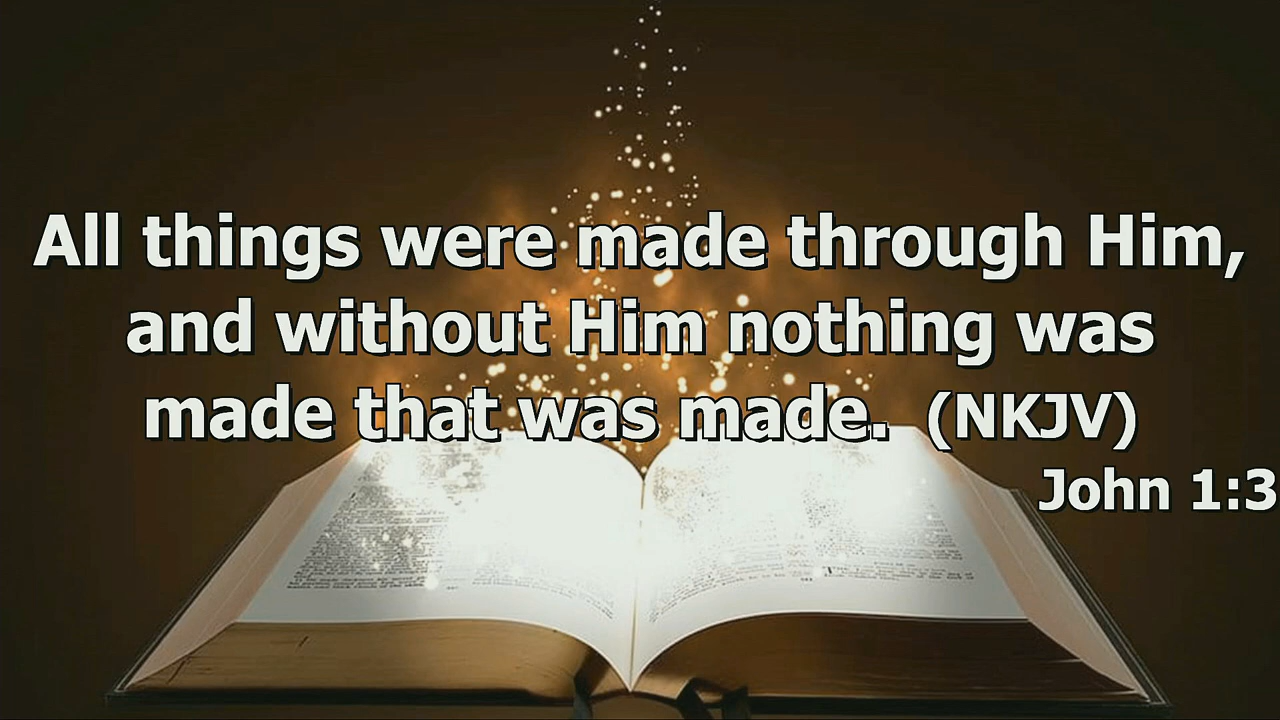 All things were made through Him,
and without Him nothing was
made that was made. (NKJV)
John 1:3